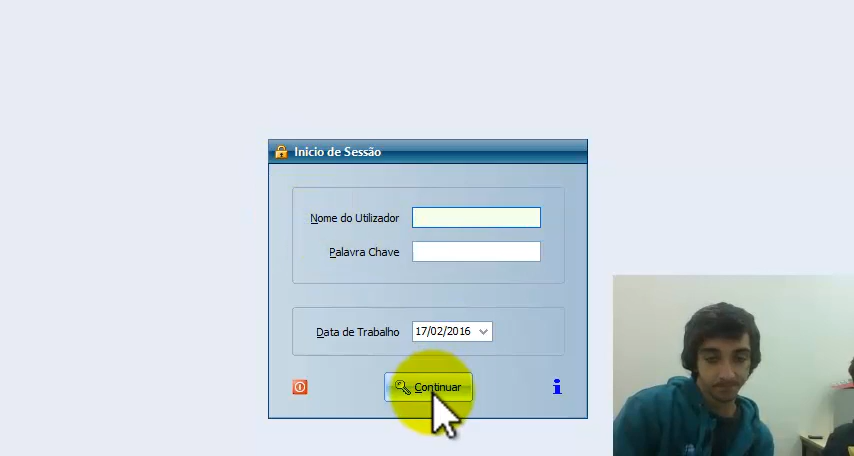 Inicio de Sessão
Nome do Utilizador
Palavra Chave
Data de Trabalho 17/02/2016
Continuar